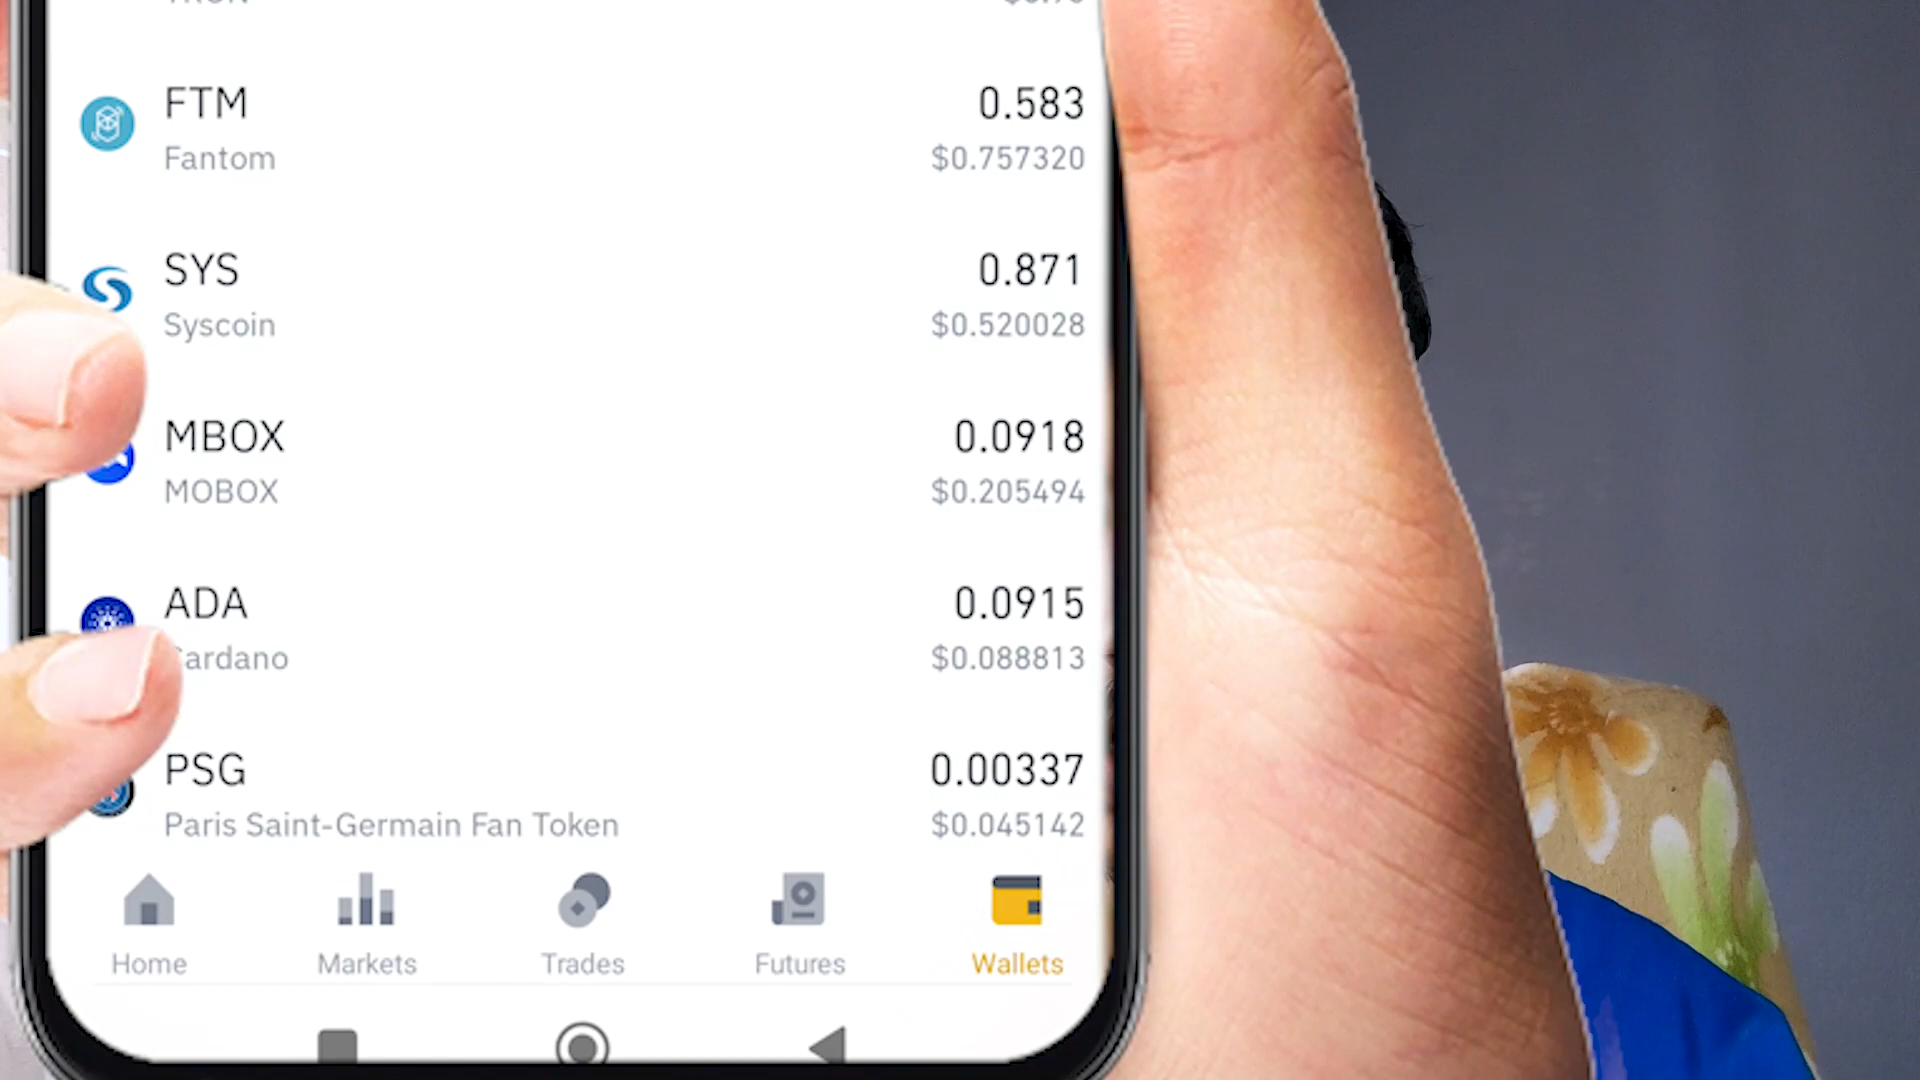 FTM 0.583
Fantom $0.757320
SYS 0.871
Syscoin $0.520028
MBOX 0.0918
MOBOX $0.205494
ADA 0.0915
ardano $0.088813
PSG 0.00337
Paris Saint-Germain Fan Token $0.045142
Home Markets Trades Futures Wallets